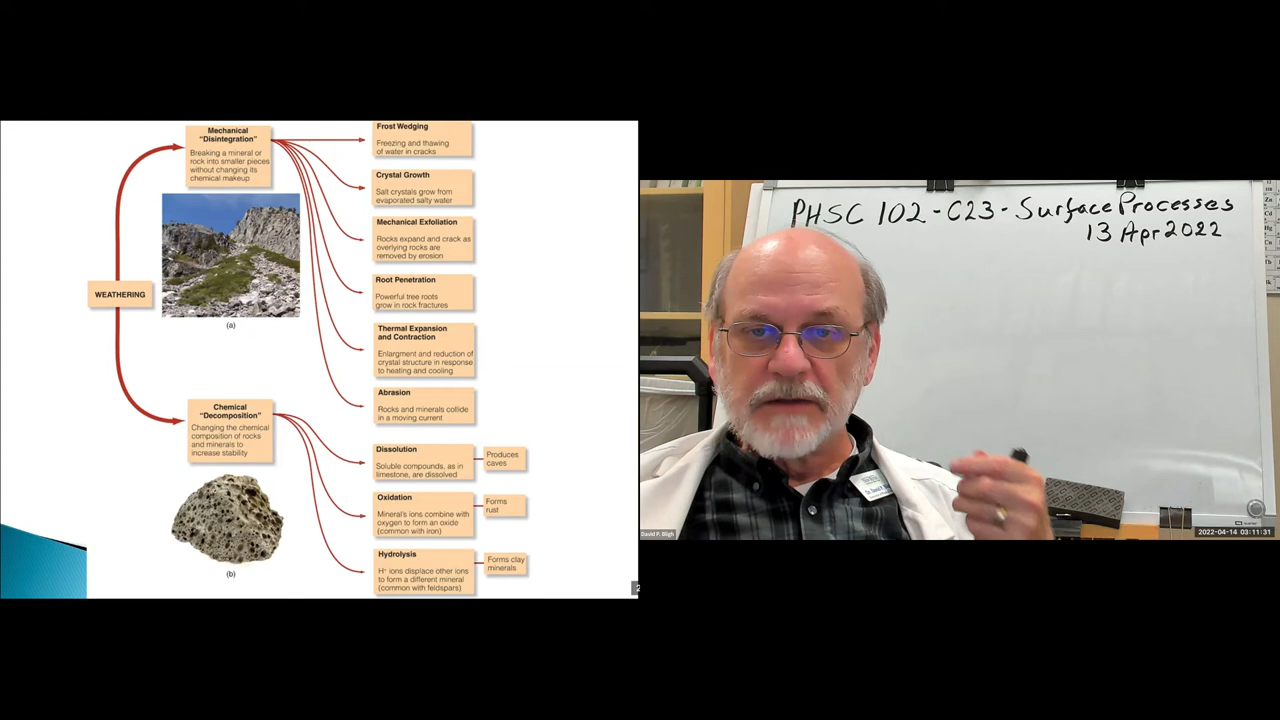 Mechanical
"Disintegration"
Breaking a mineral or
rock into smaller pieces
without changing its
chemical makeup
(a)
WEATHERING
Chemical
"Decomposition"
Changing the chemical
composition of rocks
and minerals to
increase stability
(b)
Frost Wedging
Freezing and thawing
of water in cracks
Crystal Growth
Salt crystals grow from
evaporated salty water
Mechanical Exfoliation
Rocks expand and crack as
overlying rocks are
removed by erosion
Root Penetration
Powerful tree roots
grow in rock fractures
Thermal Expansion
and Contraction
Enlargment and reduction of
crystal structure in response
to heating and cooling
Abrasion
Rocks and minerals collide
in a moving current
Dissolution
Soluble compounds, as in
limestone, are dissolved
Produces
caves
Oxidation
Mineral's ions combine with
oxygen to form an oxide
(common with iron)
Forms
rust
Hydrolysis
H+ ions displace other ions
to form a different mineral
(common with feldspars)
Forms clay
minerals
2
PHSC 102 - C23 - Surface Processes
13 Apr 2022
David P. Bligh
2022-04-14 03:11:31